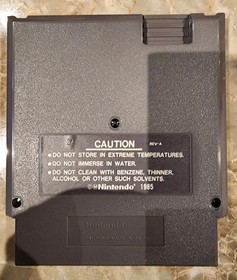 CAUTION REV-A
★DO NOT STORE IN EXTREME TEMPERATURES.
★DO NOT IMMERSE IN WATER.
★DO NOT CLEAN WITH BENZENE, THINNER,
ALCOHOL OR OTHER SUCH SOLVENTS.
©Nintendo® 1985